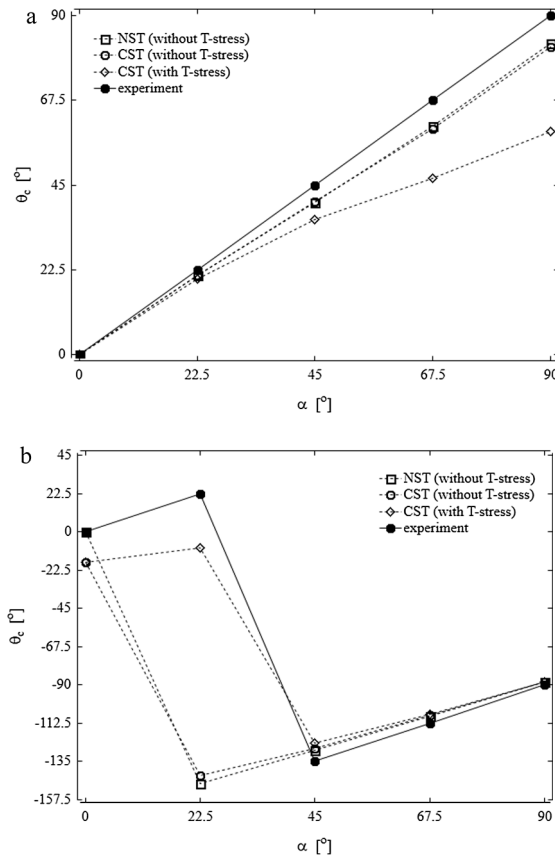 a
NST (without T-stress)
CST (without T-stress)
CST (with T-stress)
experiment
90
67.5
45
22.5
0
θc [o]
0 22.5 45 67.5 90
α [o]
b
NST (without T-stress)
CST (without T-stress)
CST (with T-stress)
experiment
45
22.5
0
-22.5
-45
-67.5
-90
-112.5
-135
-157.5
θc [o]
0 22.5 45 67.5 90
α [o]